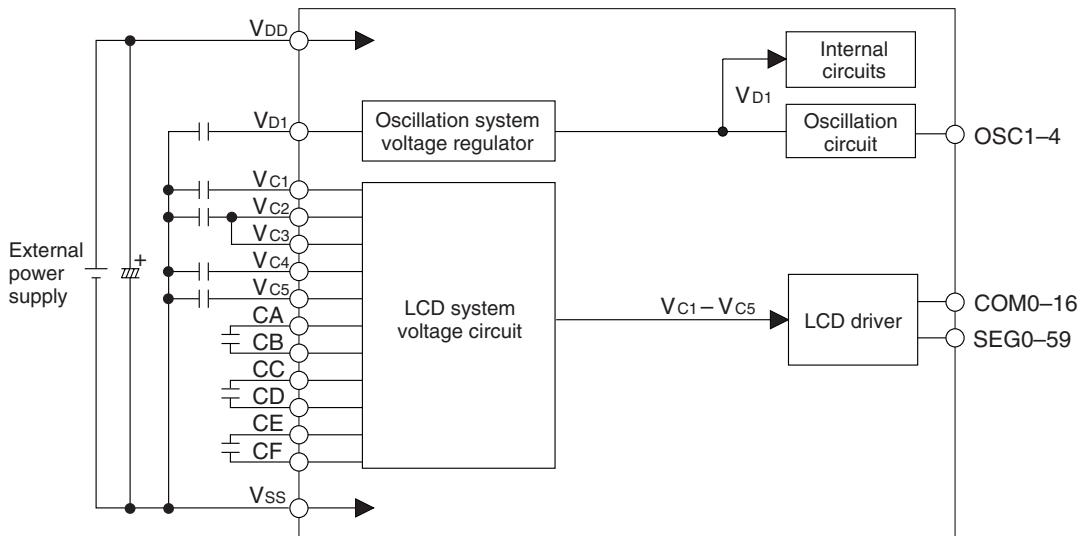 VDD
Internal
circuits
VD1
VD1
Oscillation system
voltage regulator
Oscillation
circuit
OSC1–4
VC1
VC2
VC3
External
power
supply
+
VC4
VC5
LCD system
voltage circuit
VC1–VC5
LCD driver
COM0–16
SEG0–59
CA
CB
CC
CD
CE
CF
VSS